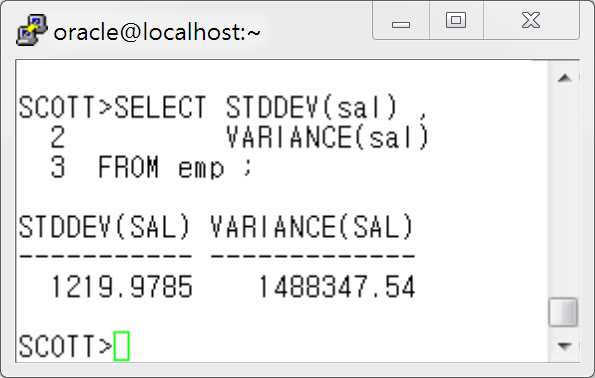 oracle@localhost:~
SCOTT>SELECT STDDEV(sal) ,
  2          VARIANCE(sal)
  3  FROM emp ;
STDDEV(SAL) VARIANCE(SAL)
----------- -------------
  1219.9785    1488347.54
SCOTT>